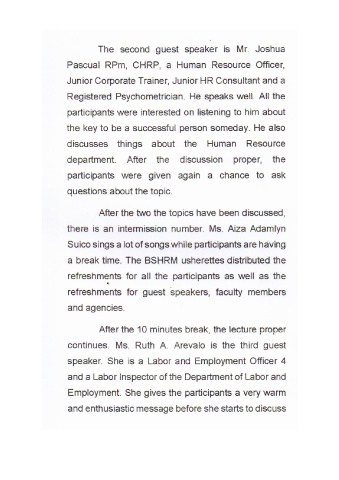 The second guest speaker is Mr. Joshua
Pascual RPm, CHRP, a Human Resource Officer,
Junior Corporate Trainer, Junior HR Consultant and a
Registered Psychometrician. He speaks well. All the
participants were interested on listening to him about
the key to be a successful person someday. He also
discusses things about the Human Resource
department. After the discussion proper, the
participants were given again a chance to ask
questions about the topic.
After the two the topics have been discussed,
there is an intermission number. Ms. Aiza Adamlyn
Suico sings a lot of songs while participants are having
a break time. The BSHRM usherettes distributed the
refreshments for all the participants as well as the
refreshments for guest speakers, faculty members
and agencies.
After the 10 minutes break, the lecture proper
continues. Ms. Ruth A. Arevalo is the third guest
speaker. She is a Labor and Employment Officer 4
and a Labor Inspector of the Department of Labor and
Employment. She gives the participants a very warm
and enthusiastic message before she starts to discuss